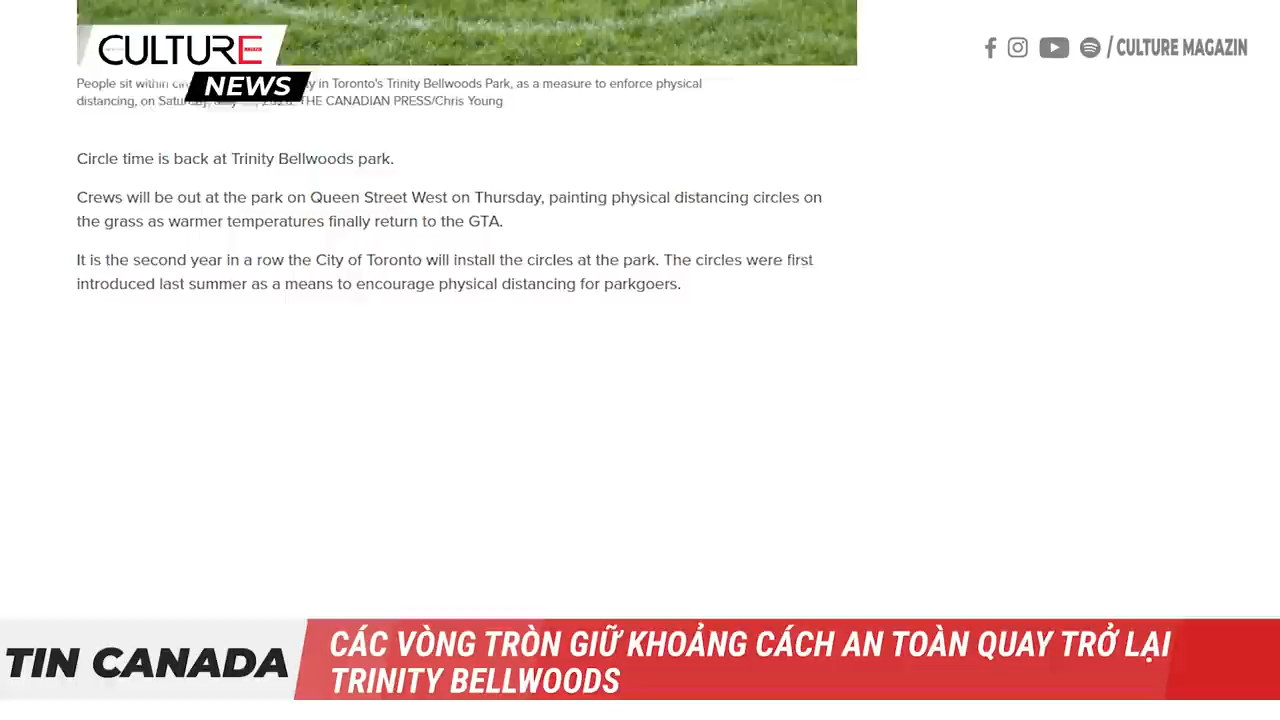 CULTURE
NEWS
/ CULTURE MAGAZIN
People sit within in Toronto's Trinity Bellwoods Park, as a measure to enforce physical
distancing, on THE CANADIAN PRESS/Chris Young
Circle time is back at Trinity Bellwoods park.
Crews will be out at the park on Queen Street West on Thursday, painting physical distancing circles on
the grass as warmer temperatures finally return to the GTA.
It is the second year in a row the City of Toronto will install the circles at the park. The circles were first
introduced last summer as a means to encourage physical distancing for parkgoers.
TIN CANADA
CÁC VÒNG TRÒN GIỮ KHOẢNG CÁCH AN TOÀN QUAY TRỞ LẠI
TRINITY BELLWOODS